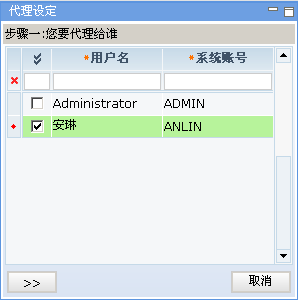 代理设定
步骤一:您要代理给谁
*用户名 *系统账号
Administrator ADMIN
安琳 ANLIN
>> 取消